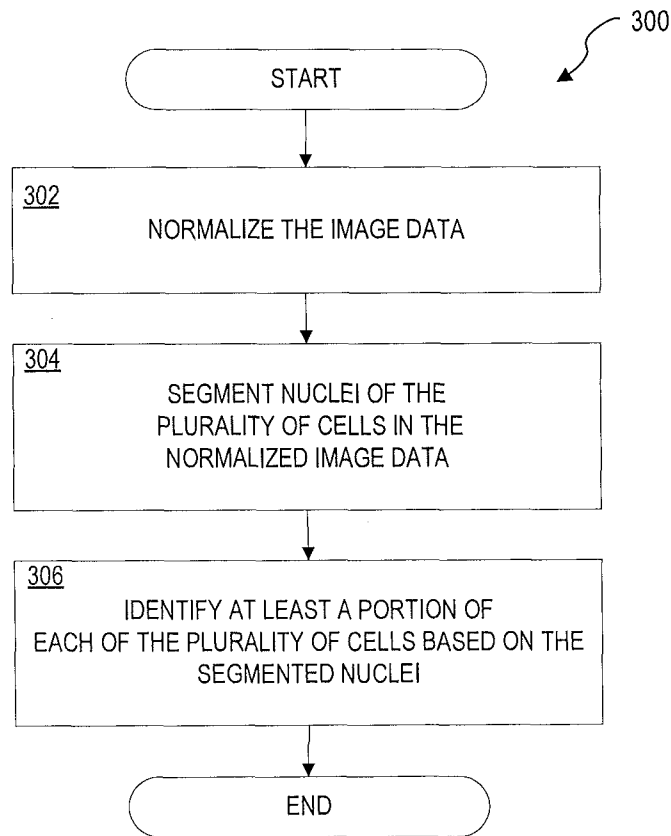 300
START
302
NORMALIZE THE IMAGE DATA
304
SEGMENT NUCLEI OF THE
PLURALITY OF CELLS IN THE
NORMALIZED IMAGE DATA
306
IDENTIFY AT LEAST A PORTION OF
EACH OF THE PLURALITY OF CELLS BASED ON THE
SEGMENTED NUCLEI
END